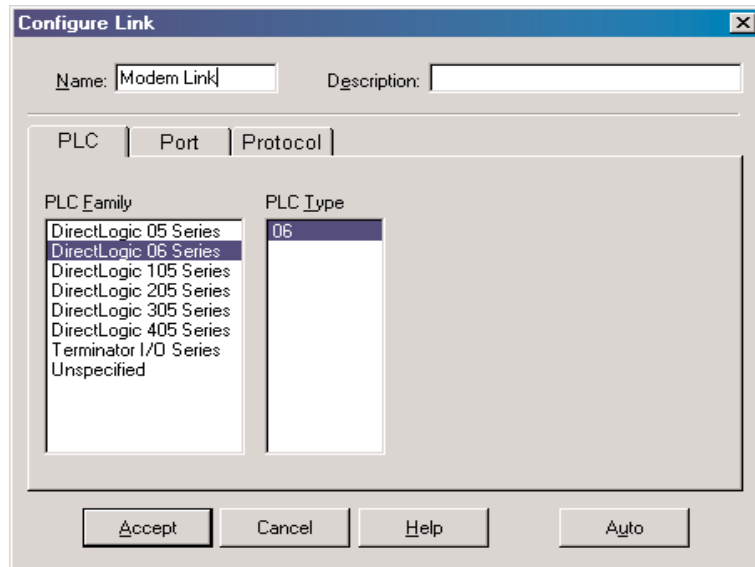 Configure Link
Name: Modem Link Description:
PLC Port Protocol
PLC Family PLC Type
DirectLogic 05 Series 06
DirectLogic 06 Series
DirectLogic 105 Series
DirectLogic 205 Series
DirectLogic 305 Series
DirectLogic 405 Series
Terminator I/O Series
Unspecified
Accept Cancel Help Auto